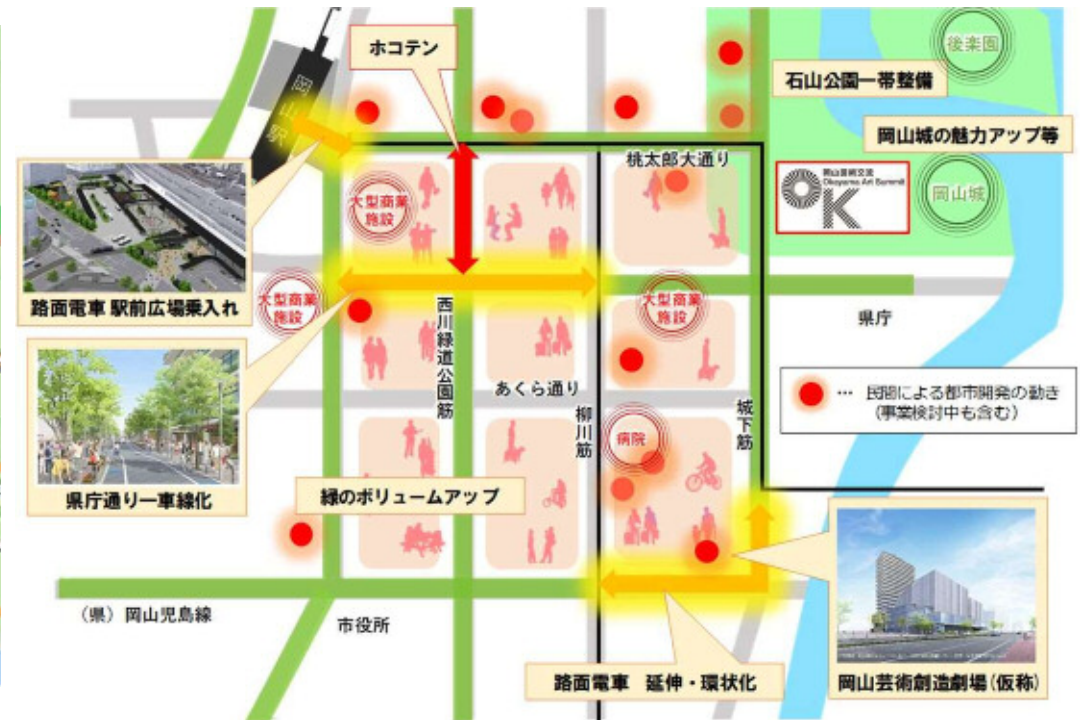 ホコテン
後楽園
石山公園一帯整備
岡山城の魅力アップ等
岡山駅
桃太郎大通り
岡山芸術交流
Okayama Art Summit
OK
岡山城
大型商業
施設
路面電車 駅前広場乗入れ
大型商業
施設
大型商業
施設
県庁
西川緑道公園筋
あくら通り
柳川筋
城下筋
… 民間による都市開発の動き
(事業検討中も含む)
病院
県庁通り一車線化
緑のボリュームアップ
(県)岡山児島線
市役所
路面電車 延伸・環状化
岡山芸術創造劇場(仮称)